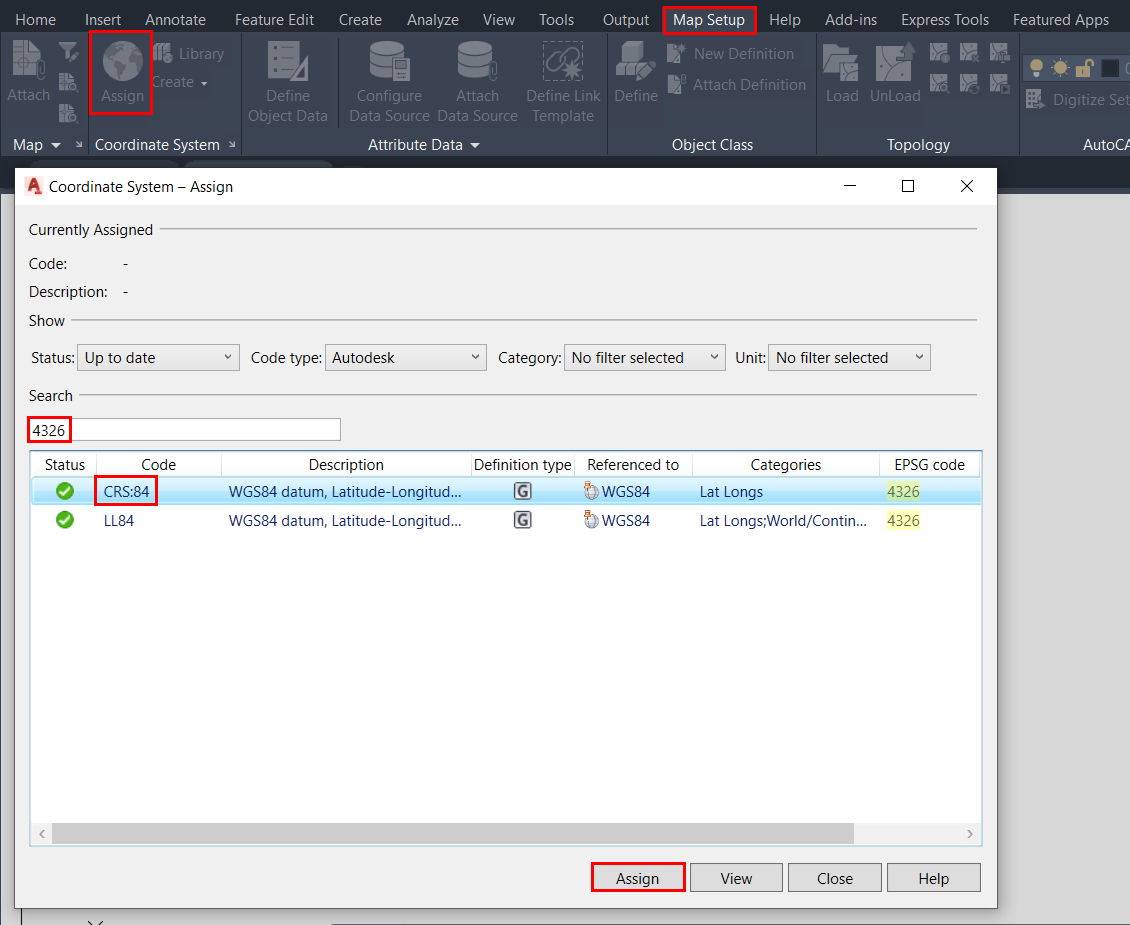 Home Insert Annotate Feature Edit Create Analyze View Tools Output Map Setup Help Add-ins Express Tools Featured Apps
Attach
Assign
Library
Create
Define
Object Data
Configure
Data Source
Attach
Data Source
Define Link
Template
Define
New Definition
Attach Definition
Load
UnLoad
Digitize Set
Map
Coordinate System
Attribute Data
Object Class
Topology
AutoCA
Coordinate System – Assign
Currently Assigned
Code: -
Description: -
Show
Status: Up to date Code type: Autodesk Category: No filter selected Unit: No filter selected
Search
4326
Status Code Description Definition type Referenced to Categories EPSG code
CRS:84 WGS84 datum, Latitude-Longitud... G WGS84 Lat Longs 4326
LL84 WGS84 datum, Latitude-Longitud... G WGS84 Lat Longs;World/Contin... 4326
Assign View Close Help